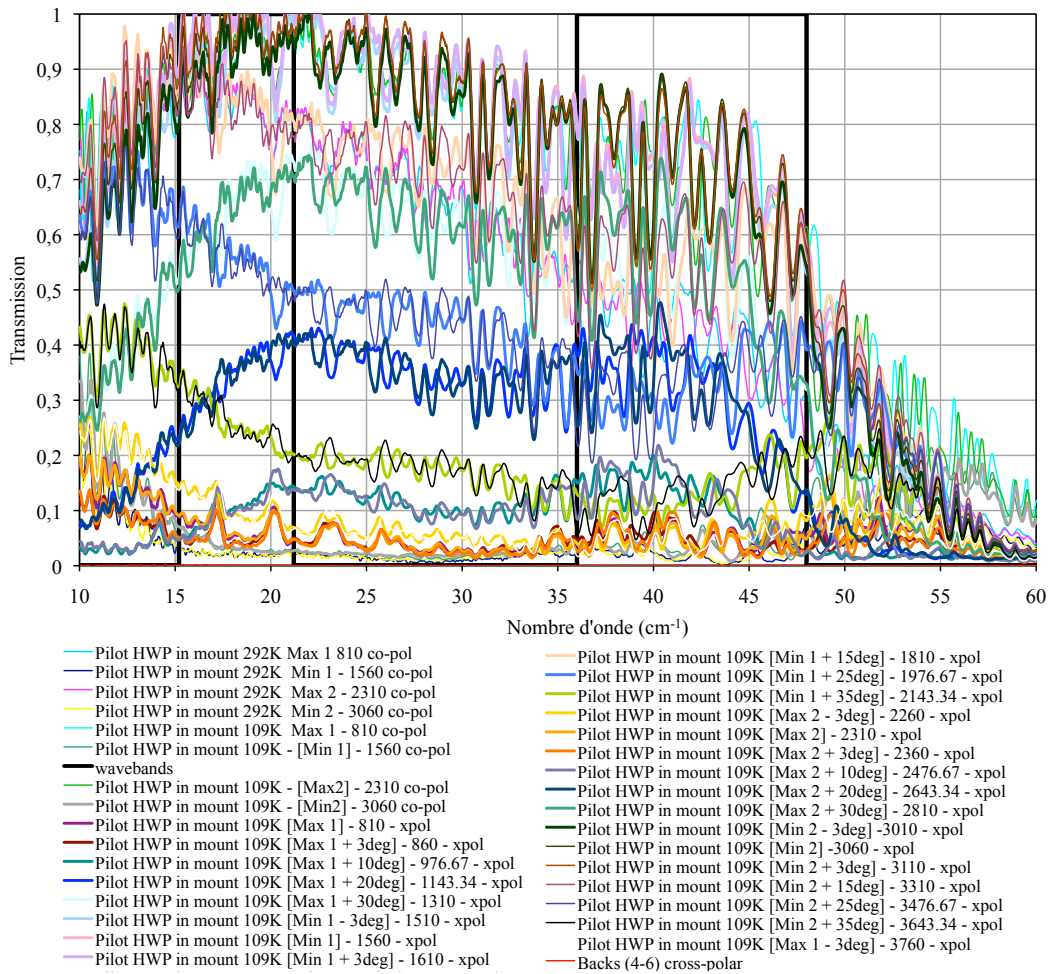 1
0,9
0,8
0,7
0,6
0,5
0,4
0,3
0,2
0,1
0
Transmission
10 15 20 25 30 35 40 45 50 55 60
Nombre d'onde (cm-1)
Pilot HWP in mount 292K Max 1 810 co-pol
Pilot HWP in mount 292K Min 1 - 1560 co-pol
Pilot HWP in mount 292K Max 2 - 2310 co-pol
Pilot HWP in mount 292K Min 2 - 3060 co-pol
Pilot HWP in mount 109K Max 1 - 810 co-pol
Pilot HWP in mount 109K - [Min 1] - 1560 co-pol
wavebands
Pilot HWP in mount 109K - [Max2] - 2310 co-pol
Pilot HWP in mount 109K - [Min2] - 3060 co-pol
Pilot HWP in mount 109K [Max 1] - 810 - xpol
Pilot HWP in mount 109K [Max 1 + 3deg] - 860 - xpol
Pilot HWP in mount 109K [Max 1 + 10deg] - 976.67 - xpol
Pilot HWP in mount 109K [Max 1 + 20deg] - 1143.34 - xpol
Pilot HWP in mount 109K [Max 1 + 30deg] - 1310 - xpol
Pilot HWP in mount 109K [Min 1 - 3deg] - 1510 - xpol
Pilot HWP in mount 109K [Min 1] - 1560 - xpol
Pilot HWP in mount 109K [Min 1 + 3deg] - 1610 - xpol
Pilot HWP in mount 109K [Min 1 + 15deg] - 1810 - xpol
Pilot HWP in mount 109K [Min 1 + 25deg] - 1976.67 - xpol
Pilot HWP in mount 109K [Min 1 + 35deg] - 2143.34 - xpol
Pilot HWP in mount 109K [Max 2 - 3deg] - 2260 - xpol
Pilot HWP in mount 109K [Max 2] - 2310 - xpol
Pilot HWP in mount 109K [Max 2 + 3deg] - 2360 - xpol
Pilot HWP in mount 109K [Max 2 + 10deg] - 2476.67 - xpol
Pilot HWP in mount 109K [Max 2 + 20deg] - 2643.34 - xpol
Pilot HWP in mount 109K [Max 2 + 30deg] - 2810 - xpol
Pilot HWP in mount 109K [Min 2 - 3deg] -3010 - xpol
Pilot HWP in mount 109K [Min 2] -3060 - xpol
Pilot HWP in mount 109K [Min 2 + 3deg] - 3110 - xpol
Pilot HWP in mount 109K [Min 2 + 15deg] - 3310 - xpol
Pilot HWP in mount 109K [Min 2 + 25deg] - 3476.67 - xpol
Pilot HWP in mount 109K [Min 2 + 35deg] - 3643.34 - xpol
Pilot HWP in mount 109K [Max 1 - 3deg] - 3760 - xpol
Backs (4-6) cross-polar